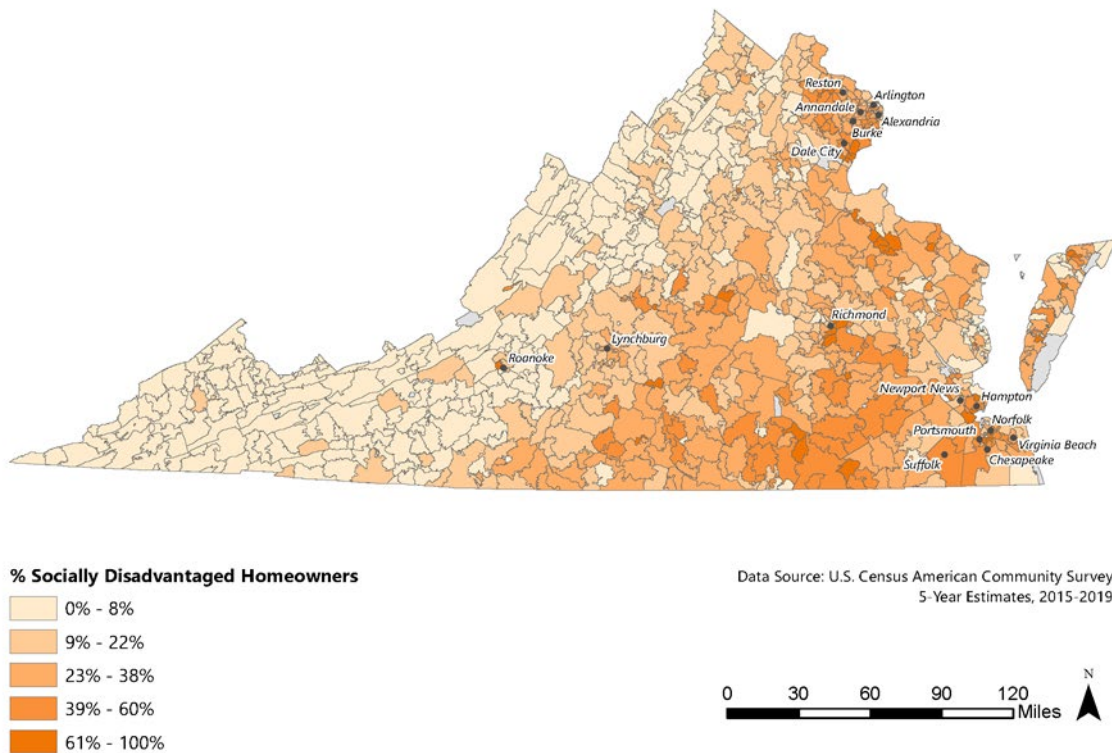 Reston
Arlington
Annandale
Alexandria
Burke
Dale City
Richmond
Lynchburg
Roanoke
Newport News
Hampton
Norfolk
Portsmouth
Virginia Beach
Suffolk
Chesapeake
% Socially Disadvantaged Homeowners
0% - 8%
9% - 22%
23% - 38%
39% - 60%
61% - 100%
Data Source: U.S. Census American Community Survey
5-Year Estimates, 2015-2019
N
0 30 60 90 120
Miles